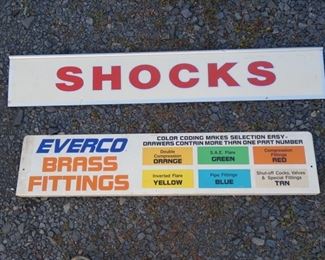 SHOCKS
EVERCO
BRASS
FITTINGS
COLOR CODING MAKES SELECTION EASY-
DRAWERS CONTAIN MORE THAN ONE PART NUMBER
Double
Compression
ORANGE
S.A.E. Flare
GREEN
Compression
Fittings
RED
Inverted Flare
YELLOW
Pipe Fittings
BLUE
Shut-off Cocks, Valves
& Special Fittings
TAN